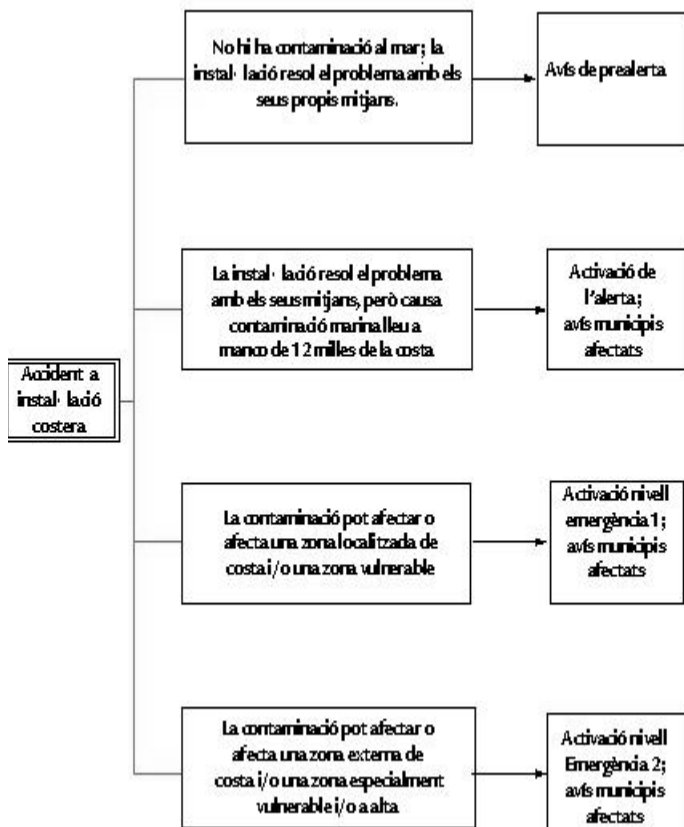 No hi ha contaminació al mar; la
instal· lació resol el problema amb els
seus propis mitjans.
Avís de prealerta
La instal· lació resol el problema
amb els seus mitjans, però causa
contaminació marina lleu a
manco de 12 milles de la costa
Activació de
l'alerta;
avís municipis
afectats
Accident a
instal· lació
costera
La contaminació pot afectar o
afecta una zona localitzada de
costa i/o una zona vulnerable
Activació nivell
emergència 1;
avís municipis
afectats
La contaminació pot afectar o
afecta una zona externa de
costa i/o una zona especialment
vulnerable i/o a alta
Activació nivell
Emergència 2;
avís municipis
afectats